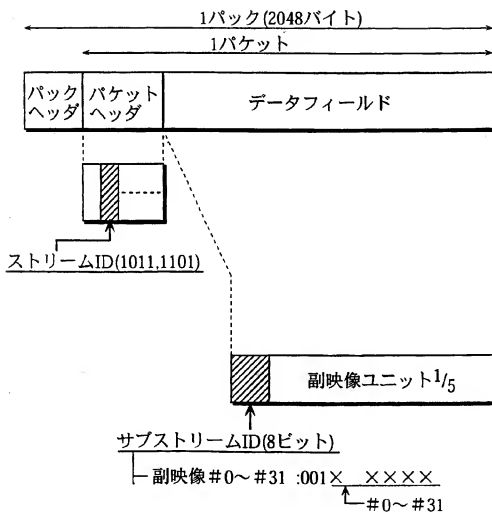 1パック(2048バイト)
1パケット
パック
ヘッダ
パケット
ヘッダ
データフィールド
ストリームID(1011,1101)
副映像ユニット1/5
サブストリームID(8ビット)
副映像#0～#31 :001× ××××
#0～#31